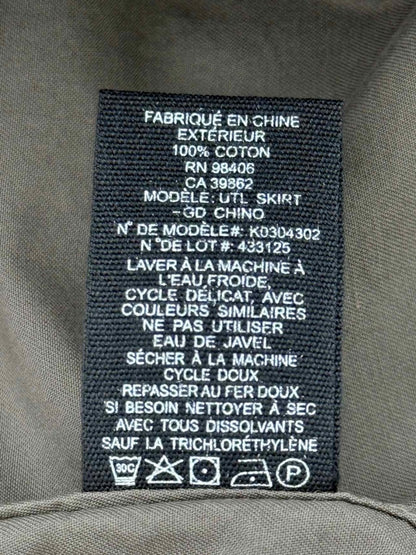 FABRIQUÉ EN CHINE
EXTÉRIEUR
100% COTON
RN 98406
CA 39862
MODÈLE: UTL SKIRT
-GD CHINO
N° DE MODÈLE#: K0304302
N°DE LOT#: 433125
LAVER À LA MACHINE À
L'EAU FROIDE,
CYCLE DÉLICAT, AVEC
COULEURS SIMILAIRES
NE PAS UTILISER
EAU DE JAVEL
SÉCHER À LA MACHINE
CYCLE DOUX
REPASSER AU FER DOUX
SI BESOIN NETTOYER À SEC
AVEC TOUS DISSOLVANTS
SAUF LA TRICHLORÉTHYLÈNE
30C P